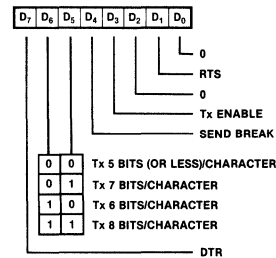 D7 D6 D5 D4 D3 D2 D1 D0
0
RTS
0
Tx ENABLE
SEND BREAK
0 0 Tx 5 BITS (OR LESS)/CHARACTER
0 1 Tx 7 BITS/CHARACTER
1 0 Tx 6 BITS/CHARACTER
1 1 Tx 8 BITS/CHARACTER
DTR